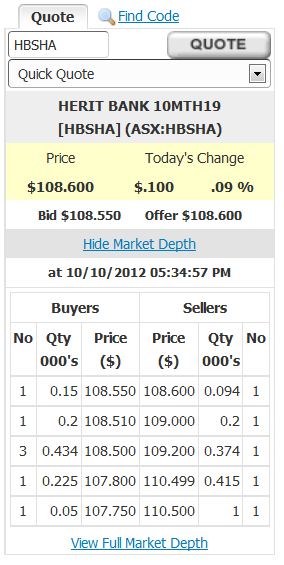 Quote Find Code
HBSHA QUOTE
Quick Quote
HERIT BANK 10MTH19
[HBSHA] (ASX:HBSHA)
Price Today's Change
$108.600 $.100 .09 %
Bid $108.550 Offer $108.600
Hide Market Depth
at 10/10/2012 05:34:57 PM
Buyers Sellers
No Qty Price Price Qty No
000's ($) ($) 000's
1 0.15 108.550 108.600 0.094 1
1 0.2 108.510 109.000 0.2 1
3 0.434 108.500 109.200 0.374 1
1 0.225 107.800 110.499 0.415 1
1 0.05 107.750 110.500 1 1
View Full Market Depth